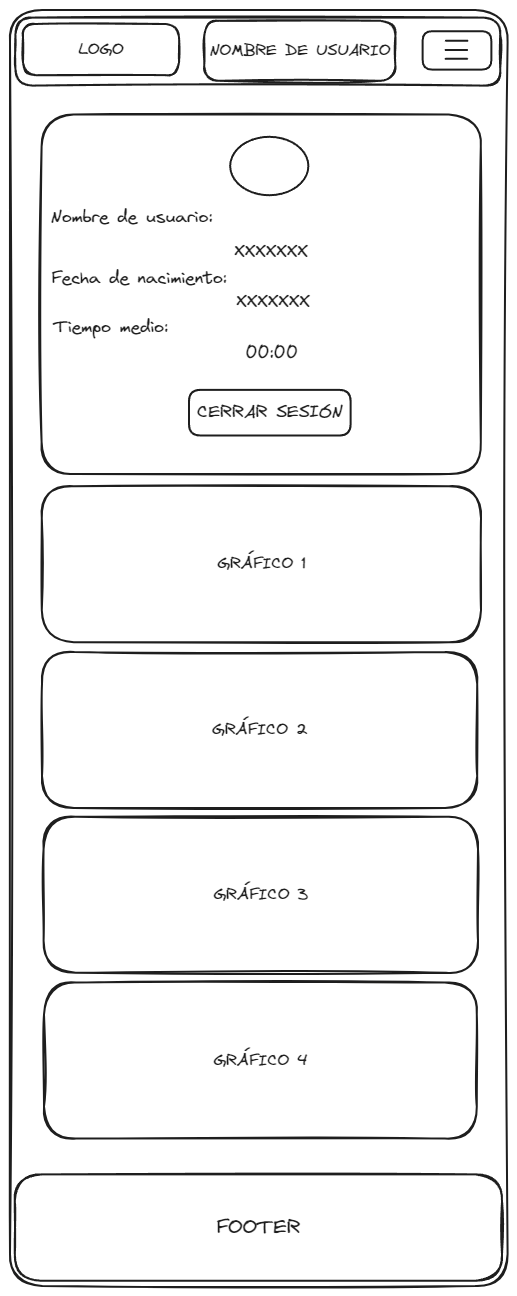 LOGO
NOMBRE DE USUARIO
Nombre de usuario:
XXXXXXX
Fecha de nacimiento:
XXXXXXX
Tiempo medio:
00:00
CERRAR SESIÓN
GRÁFICO 1
GRÁFICO 2
GRÁFICO 3
GRÁFICO 4
FOOTER